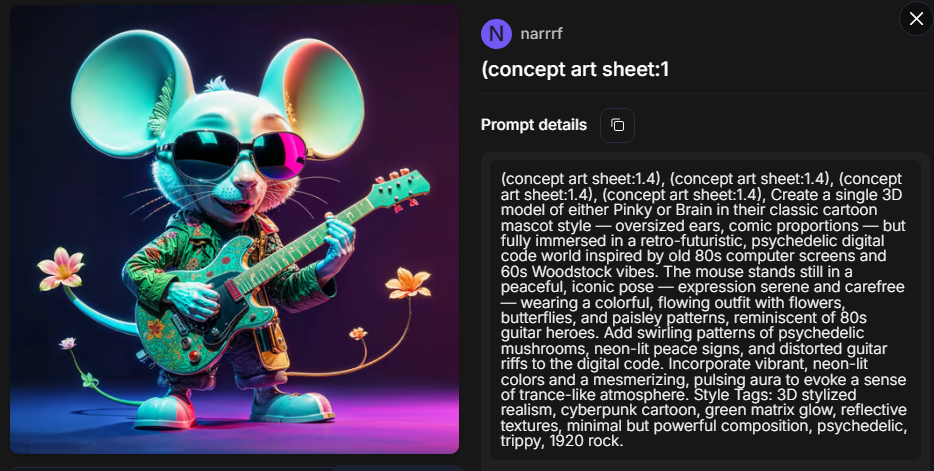 N narrrf
(concept art sheet:1
Prompt details
(concept art sheet:1.4), (concept art sheet:1.4), (concept
art sheet:1.4), (concept art sheet:1.4), Create a single 3D
model of either Pinky or Brain in their classic cartoon
mascot style — oversized ears, comic proportions — but
fully immersed in a retro-futuristic, psychedelic digital
code world inspired by old 80s computer screens and
60s Woodstock vibes. The mouse stands still in a
peaceful, iconic pose — expression serene and carefree
— wearing a colorful, flowing outfit with flowers,
butterflies, and paisley patterns, reminiscent of 80s
guitar heroes. Add swirling patterns of psychedelic
mushrooms, neon-lit peace signs, and distorted guitar
riffs to the digital code. Incorporate vibrant, neon-lit
colors and a mesmerizing, pulsing aura to evoke a sense
of trance-like atmosphere. Style Tags: 3D stylized
realism, cyberpunk cartoon, green matrix glow, reflective
textures, minimal but powerful composition, psychedelic,
trippy, 1920 rock.